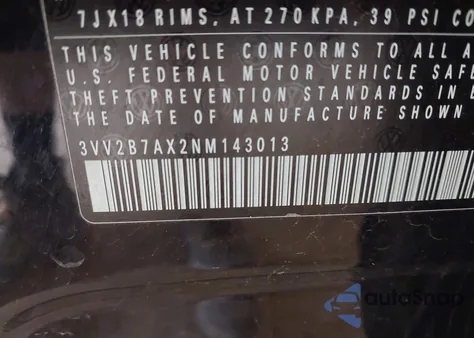 7JX18 RIMS, AT 270 KPA, 39 PSI CO
THIS VEHICLE CONFORMS TO ALL A
U.S. FEDERAL MOTOR VEHICLE SAFE
THEFT PREVENTION STANDARDS IN E
THE DATE OF MANUFACTURE SHOWN
3VV2B7AX2NM143013
autoSnap